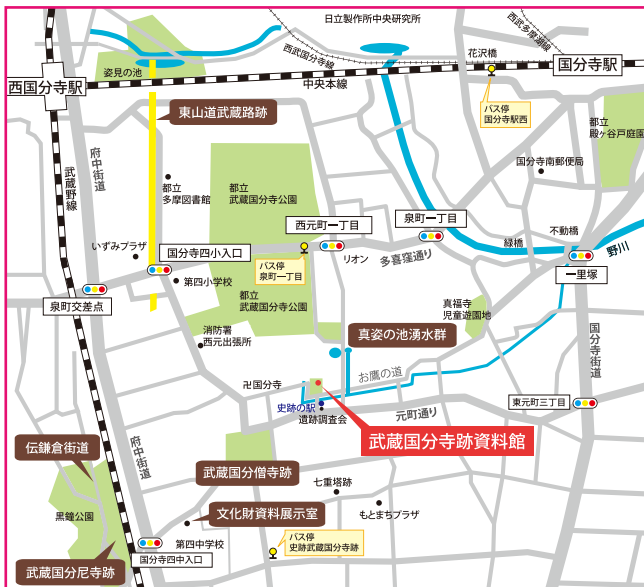 日立製作所中央研究所
西武多摩湖線
花沢橋
西武国分寺線
国分寺駅
姿見の池
西国分寺駅
中央本線
バス停
国分寺駅西
東山道武蔵路跡
都立
殿ヶ谷戸庭園
府中街道
国分寺南郵便局
武蔵野線
都立
多摩図書館
都立
武蔵国分寺公園
西元町一丁目
泉町一丁目
不動橋
いずみプラザ
国分寺四小入口
リオン
多喜窪通り
緑橋
野川
バス停
泉町一丁目
一里塚
第四小学校
泉町交差点
都立
武蔵国分寺公園
真福寺
児童遊園地
消防署
西元出張所
真姿の池湧水群
国分寺街道
お鷹の道
卍国分寺
史跡の駅
遺跡調査会
元町通り
東元町三丁目
武蔵国分寺跡資料館
府中街道
伝鎌倉街道
武蔵国分僧寺跡
七重塔跡
黒鐘公園
文化財資料展示室
もとまちプラザ
第四中学校
バス停
史跡武蔵国分寺跡
国分寺四中入口
武蔵国分尼寺跡